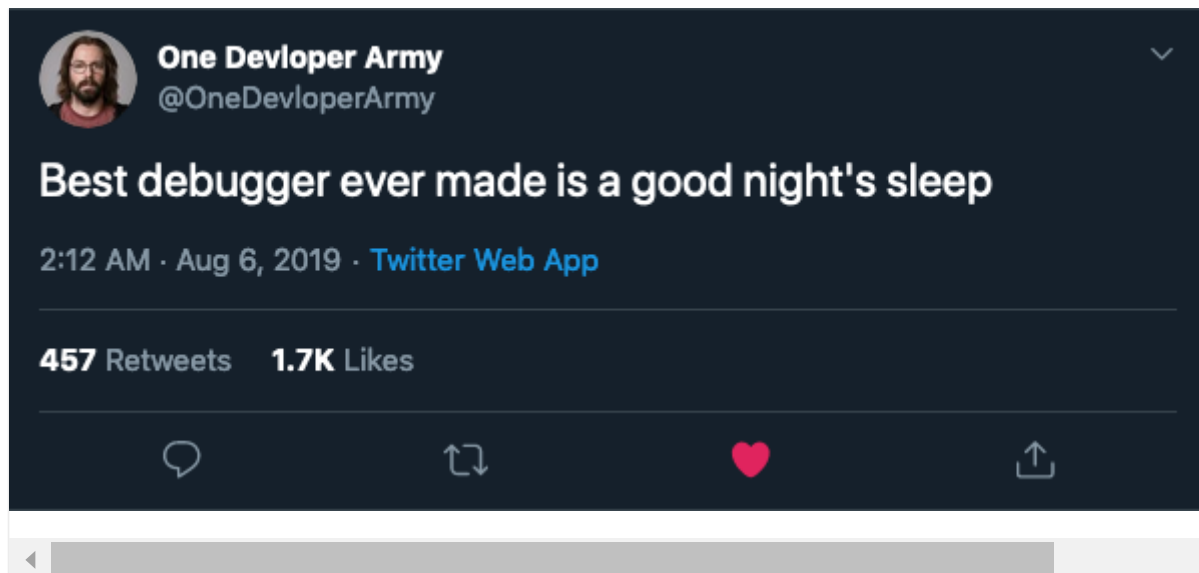 One Devloper Army
@OneDevloperArmy
Best debugger ever made is a good night's sleep
2:12 AM · Aug 6, 2019 · Twitter Web App
457 Retweets 1.7K Likes